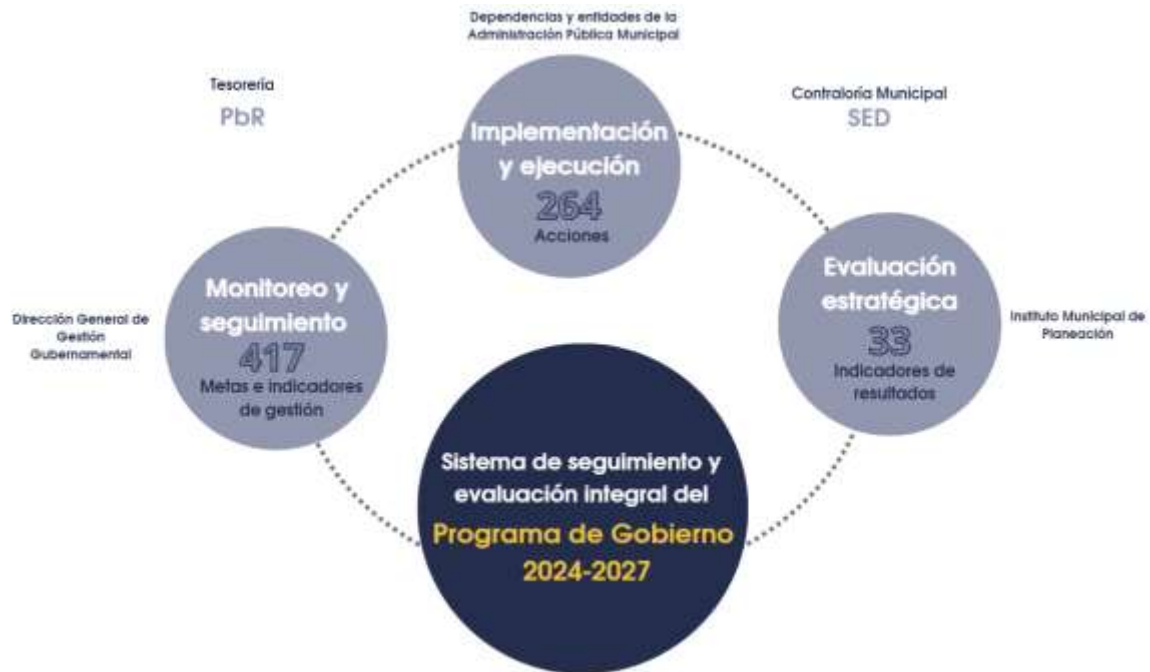 Dependencias y entidades de la
Administración Pública Municipal
Tesorería
PbR
Contraloría Municipal
SED
Implementación
y ejecución
264
Acciones
Monitoreo y
seguimiento
417
Metas e indicadores
de gestión
Dirección General de
Gestión
Gubernamental
Evaluación
estratégica
33
Indicadores de
resultados
Instituto Municipal de
Planeación
Sistema de seguimiento y
evaluación integral del
Programa de Gobierno
2024-2027